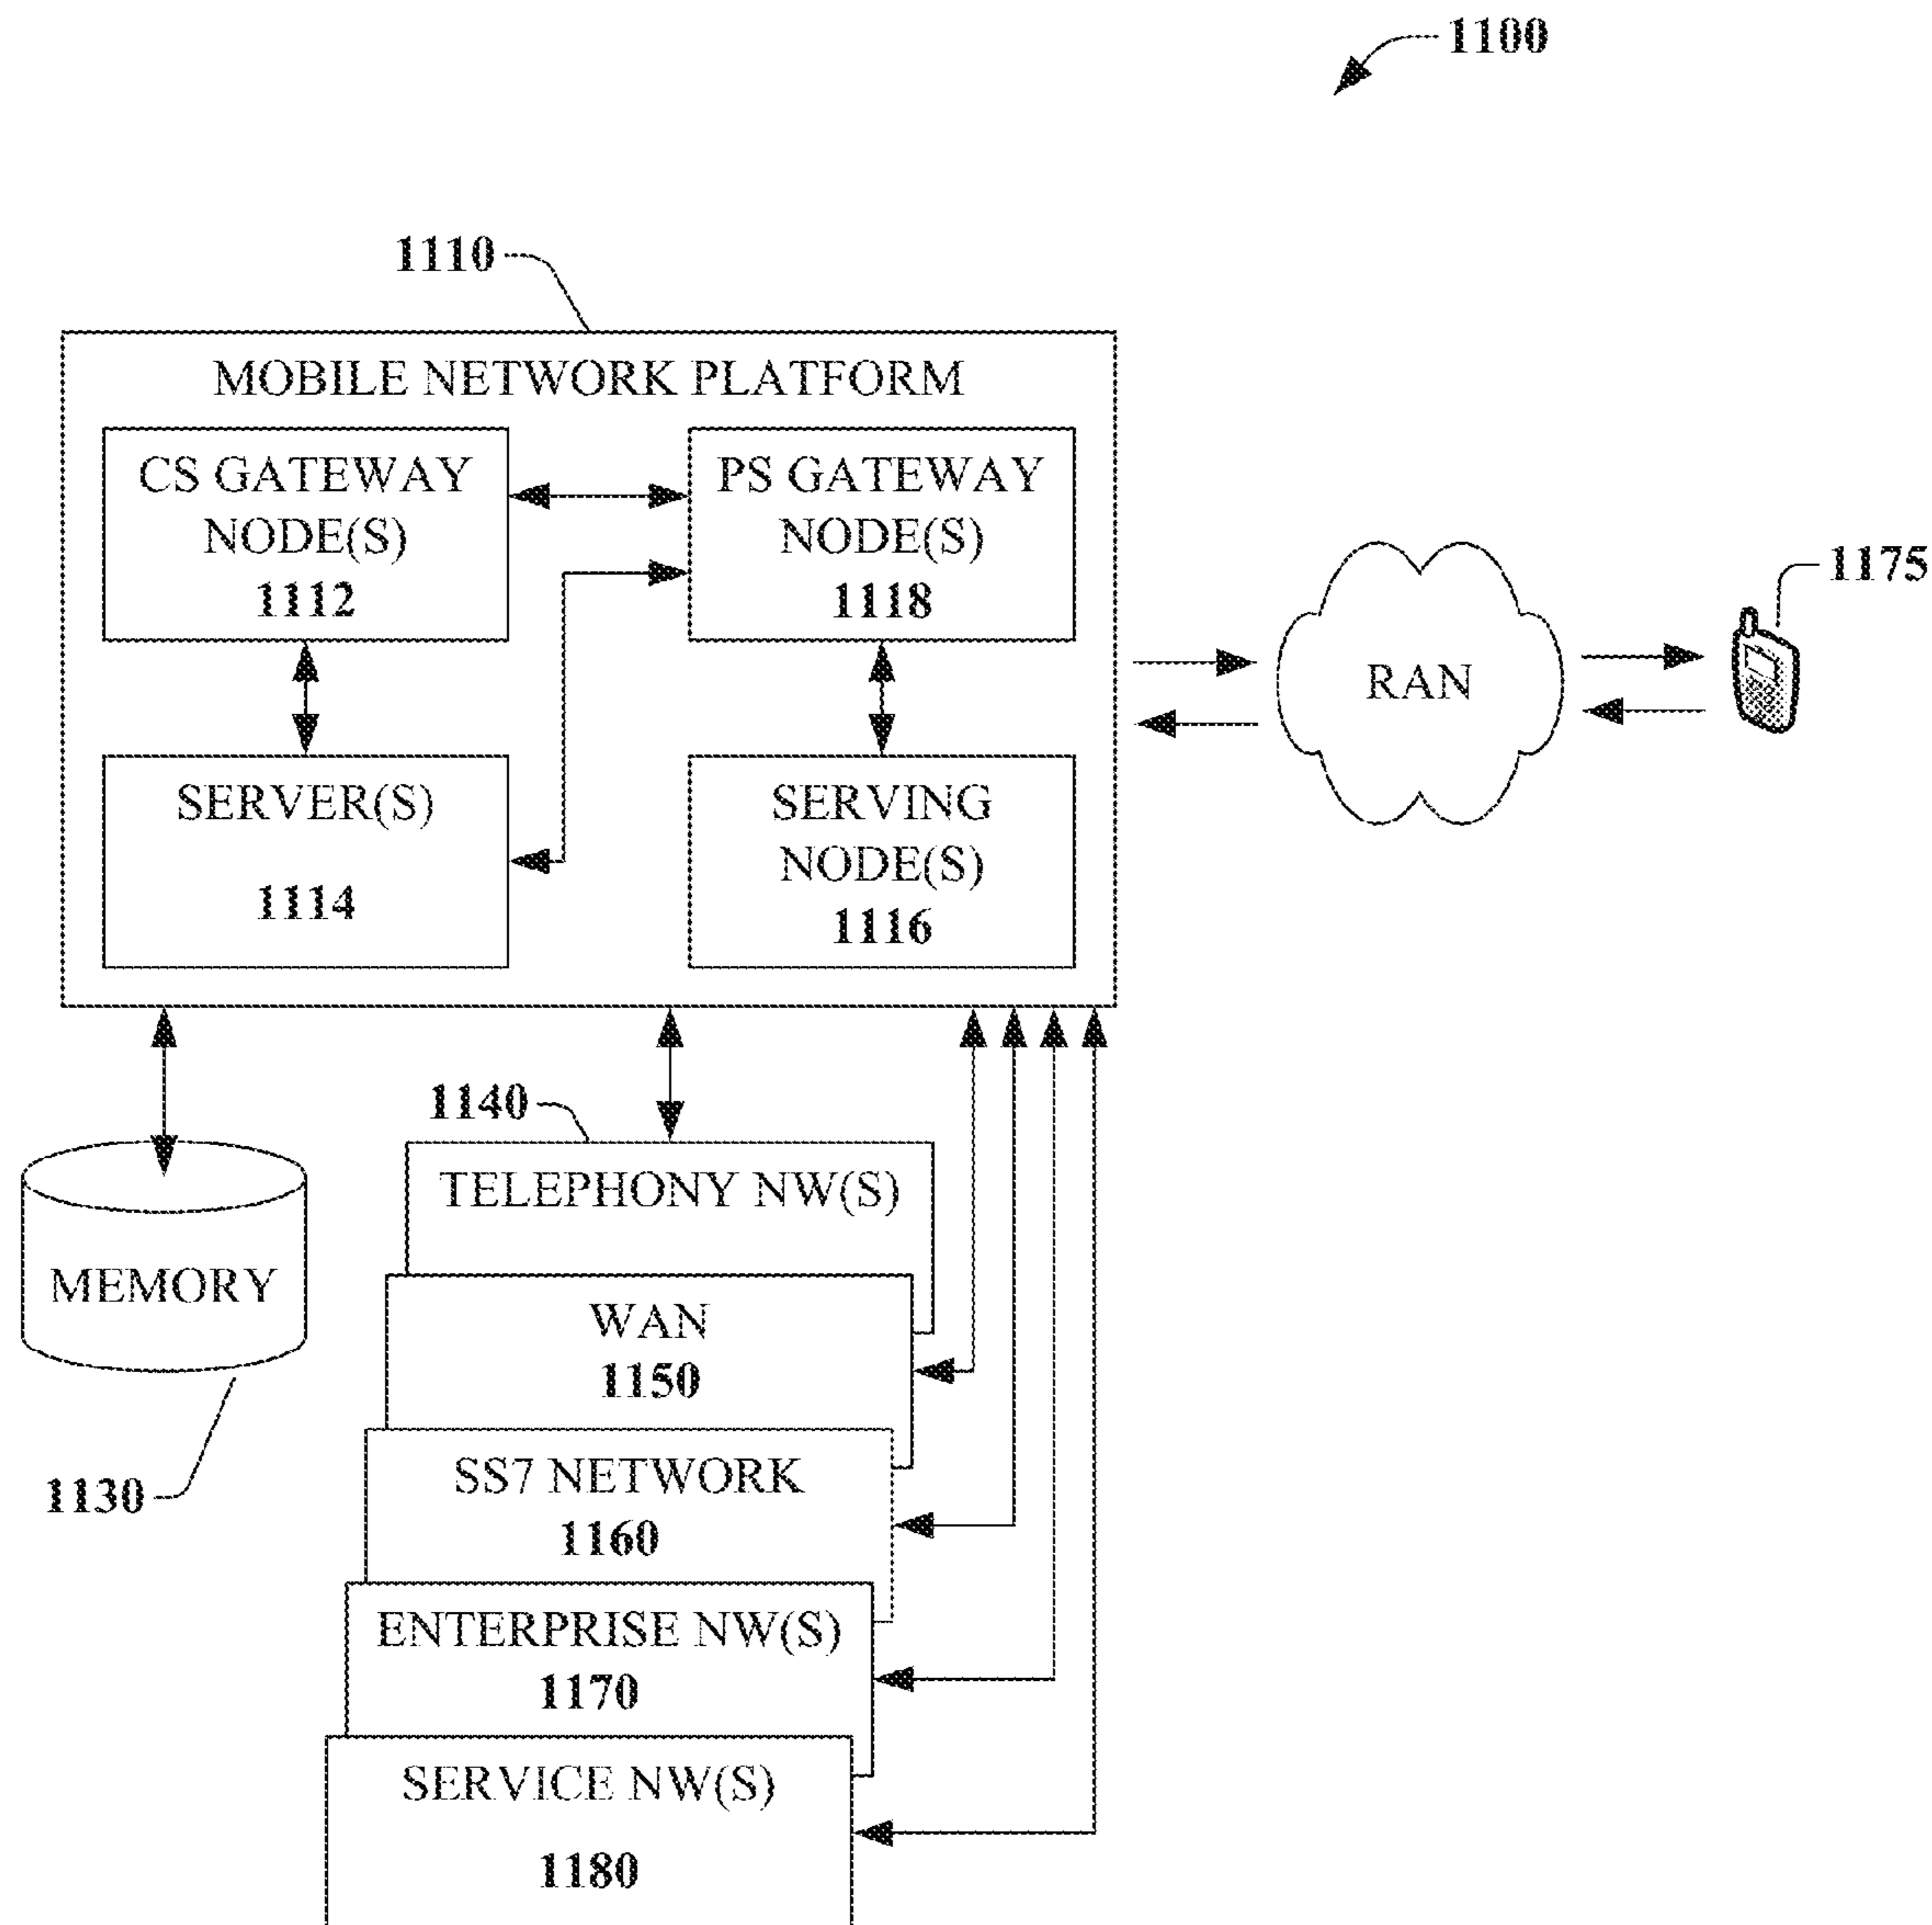 1100
1110
MOBILE NETWORK PLATFORM
CS GATEWAY
NODE(S)
1112
PS GATEWAY
NODE(S)
1118
SERVER(S)
1114
SERVING
NODE(S)
1116
RAN
1175
1140
TELEPHONY NW(S)
MEMORY
1130
WAN
1150
SS7 NETWORK
1160
ENTERPRISE NW(S)
1170
SERVICE NW(S)
1180